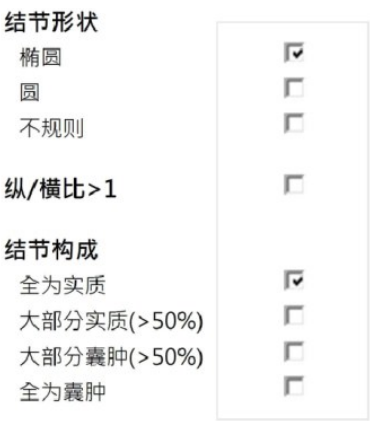 结节形状
椭圆
圆
不规则
纵/横比>1
结节构成
全为实质
大部分实质(>50%)
大部分囊肿(>50%)
全为囊肿